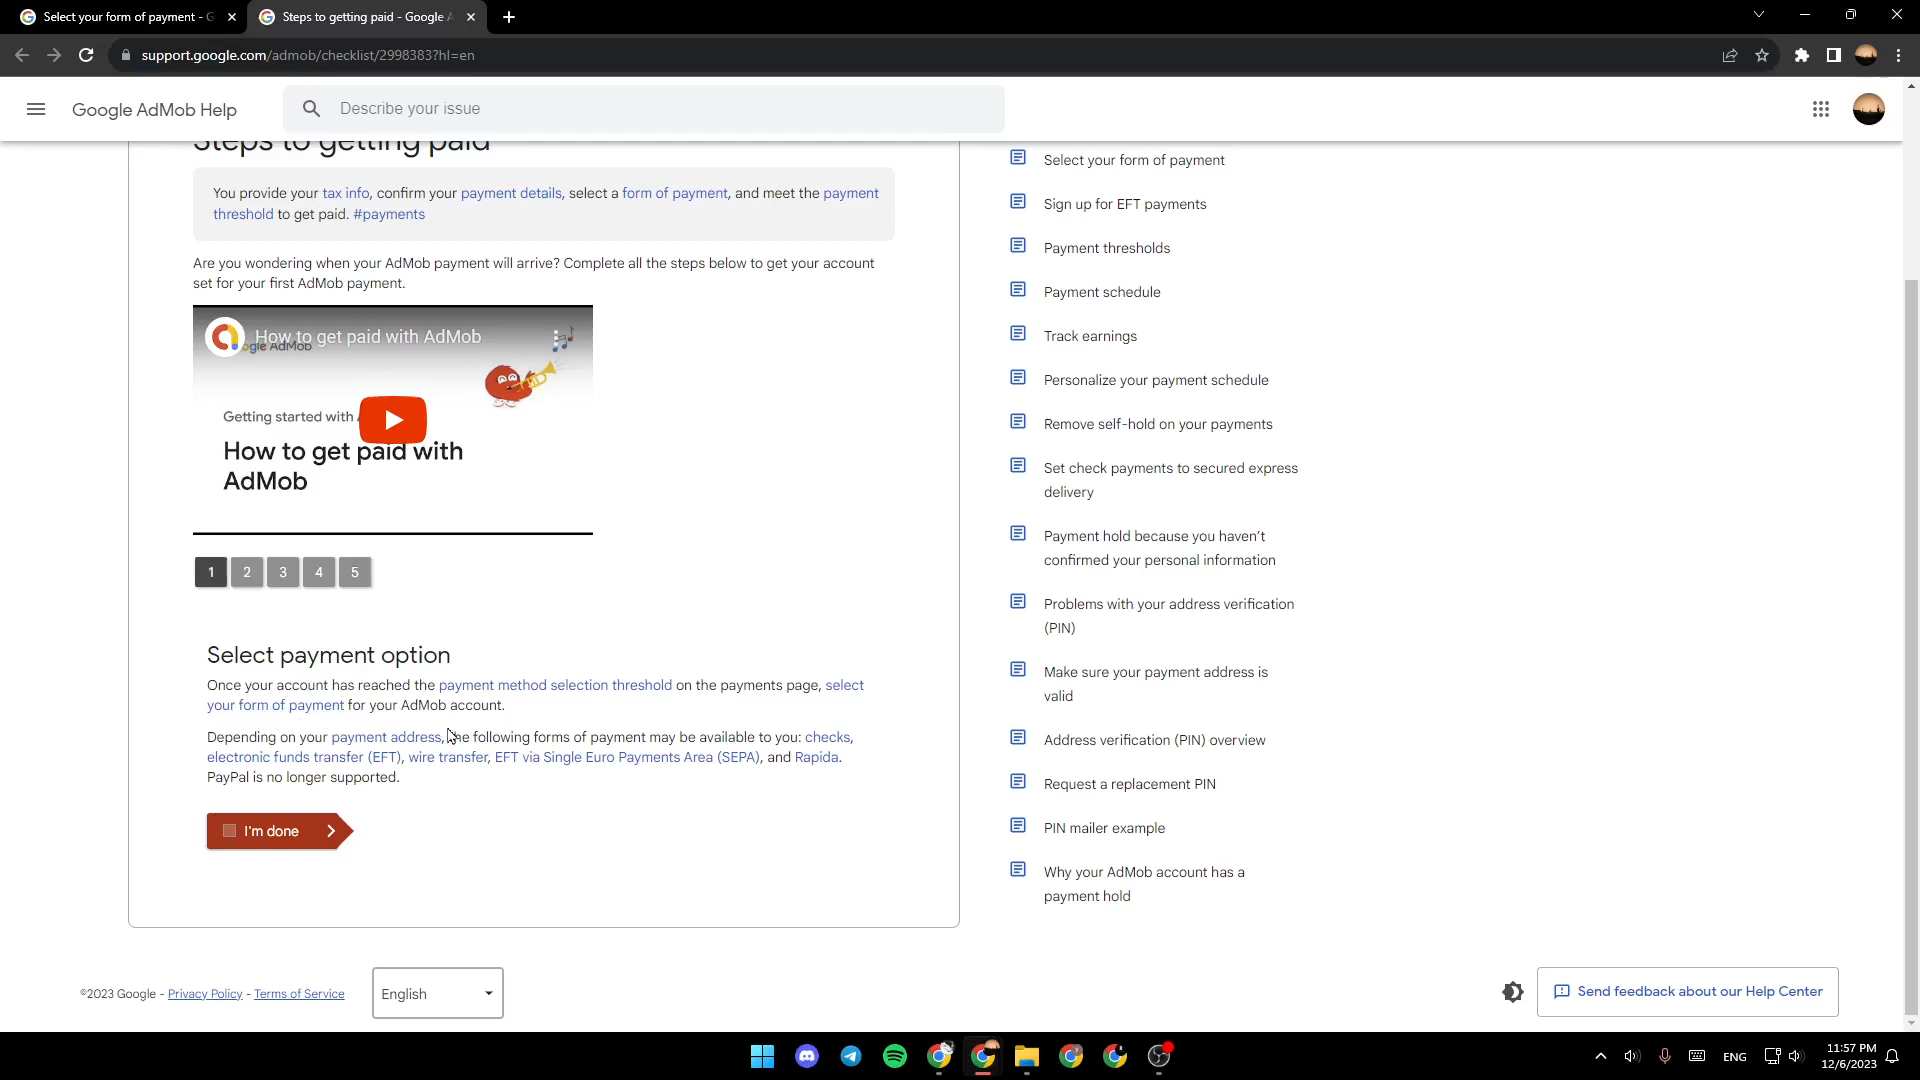 Select your form of payment - G
Steps to getting paid - Google A
support.google.com/admob/checklist/2998383?hl=en
Google AdMob Help
Describe your issue
Steps to getting paid
You provide your tax info, confirm your payment details, select a form of payment, and meet the payment
threshold to get paid. #payments
Are you wondering when your AdMob payment will arrive? Complete all the steps below to get your account
set for your first AdMob payment.
How to get paid with AdMob
ogle AdMob
Getting started with A
How to get paid with
AdMob
1 2 3 4 5
Select payment option
Once your account has reached the payment method selection threshold on the payments page, select
your form of payment for your AdMob account.
Depending on your payment address, the following forms of payment may be available to you: checks,
electronic funds transfer (EFT), wire transfer, EFT via Single Euro Payments Area (SEPA), and Rapida.
PayPal is no longer supported.
I'm done
Select your form of payment
Sign up for EFT payments
Payment thresholds
Payment schedule
Track earnings
Personalize your payment schedule
Remove self-hold on your payments
Set check payments to secured express
delivery
Payment hold because you haven't
confirmed your personal information
Problems with your address verification
(PIN)
Make sure your payment address is
valid
Address verification (PIN) overview
Request a replacement PIN
PIN mailer example
Why your AdMob account has a
payment hold
©2023 Google - Privacy Policy - Terms of Service
English
Send feedback about our Help Center
ENG
11:57 PM
12/6/2023